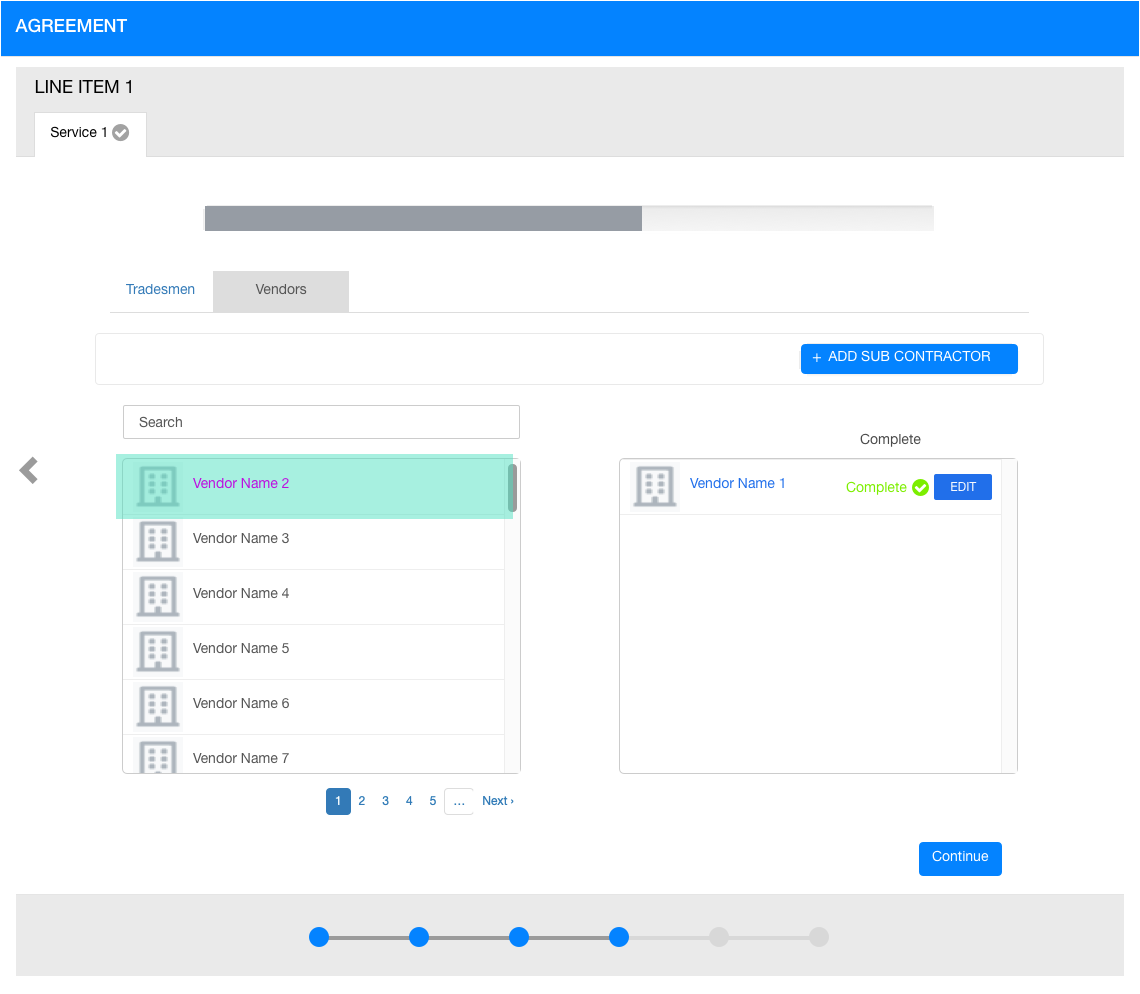 AGREEMENT
LINE ITEM 1
Service 1
Tradesmen
Vendors
+ ADD SUB CONTRACTOR
Search
Complete
Vendor Name 2
Vendor Name 3
Vendor Name 4
Vendor Name 5
Vendor Name 6
Vendor Name 7
Vendor Name 1
Complete
EDIT
1 2 3 4 5 ... Next ›
Continue